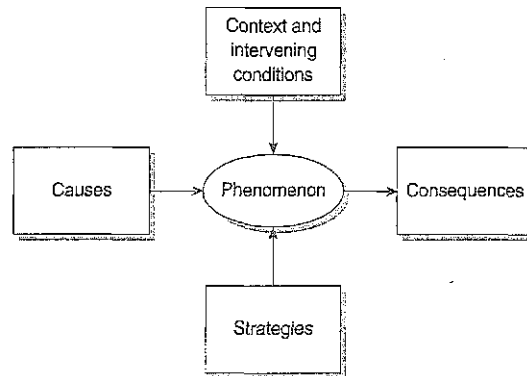 Context and
intervening
conditions
Causes
Phenomenon
Consequences
Strategies